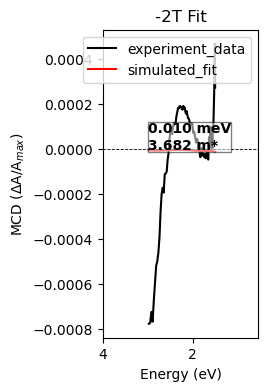 -2T Fit
experiment_data
simulated_fit
0.0004
0.0002
0.0000
−0.0002
−0.0004
−0.0006
−0.0008
MCD (ΔA/Amax)
0.010 meV
3.682 m*
4
2
Energy (eV)